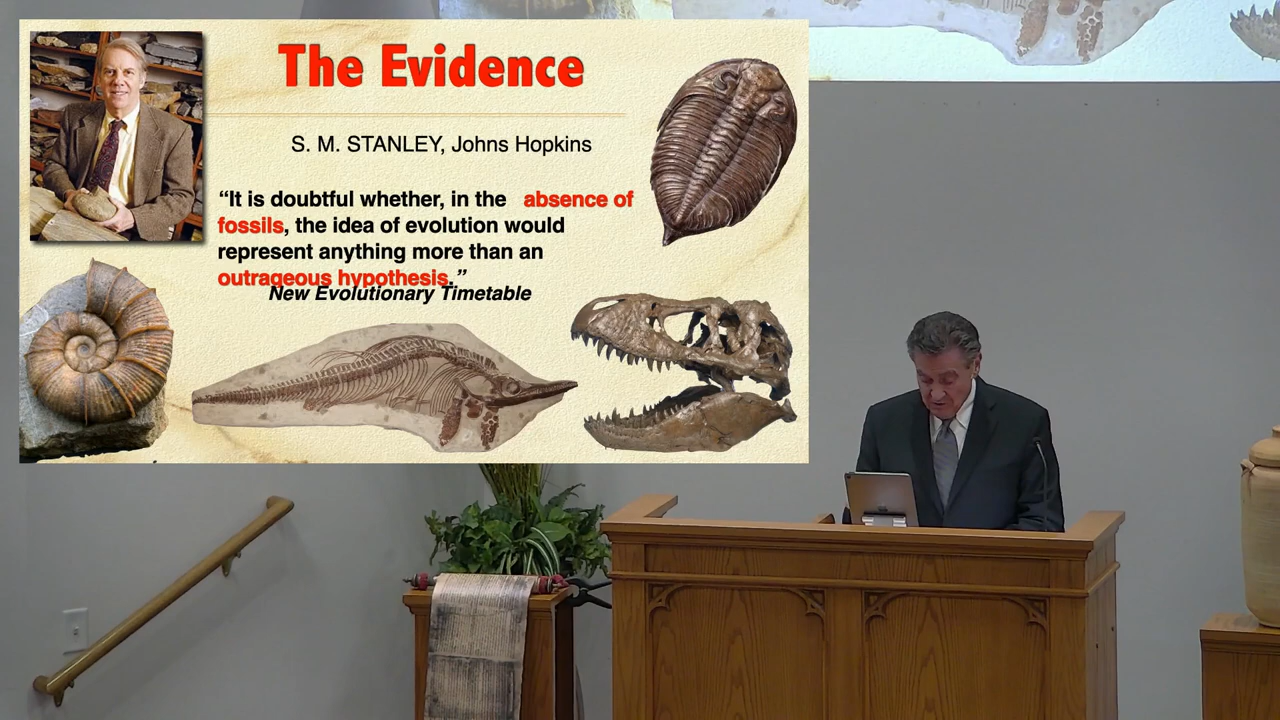 The Evidence
S. M. STANLEY, Johns Hopkins
“It is doubtful whether, in the absence of
fossils, the idea of evolution would
represent anything more than an
outrageous hypothesis.”
New Evolutionary Timetable